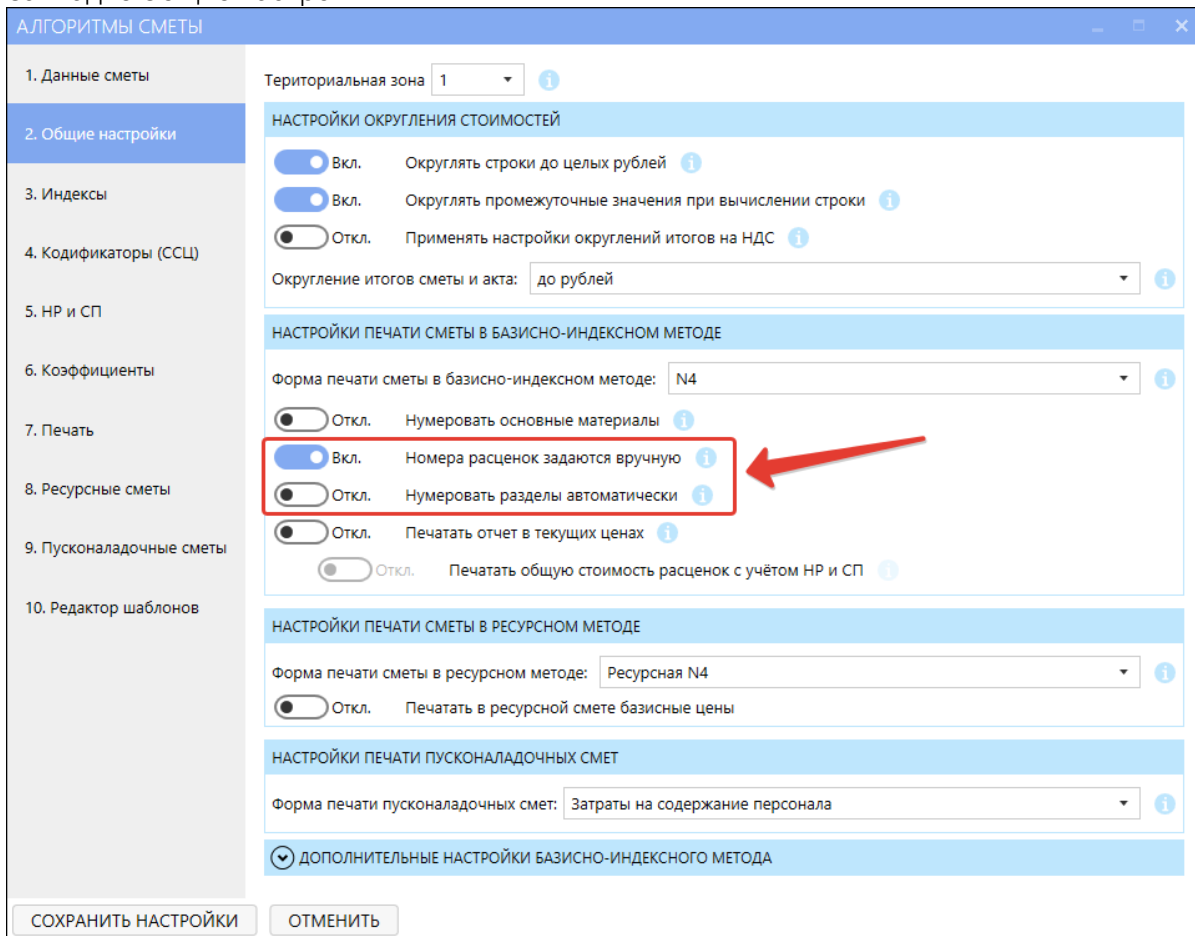 АЛГОРИТМЫ СМЕТЫ
1. Данные сметы
2. Общие настройки
3. Индексы
4. Кодификаторы (ССЦ)
5. НР и СП
6. Коэффициенты
7. Печать
8. Ресурсные сметы
9. Пусконаладочные сметы
10. Редактор шаблонов
Териториальная зона 1
НАСТРОЙКИ ОКРУГЛЕНИЯ СТОИМОСТЕЙ
Вкл. Округлять строки до целых рублей
Вкл. Округлять промежуточные значения при вычислении строки
Откл. Применять настройки округлений итогов на НДС
Округление итогов сметы и акта: до рублей
НАСТРОЙКИ ПЕЧАТИ СМЕТЫ В БАЗИСНО-ИНДЕКСНОМ МЕТОДЕ
Форма печати сметы в базисно-индексном методе: N4
Откл. Нумеровать основные материалы
Вкл. Номера расценок задаются вручную
Откл. Нумеровать разделы автоматически
Откл. Печатать отчет в текущих ценах
Откл. Печатать общую стоимость расценок с учётом НР и СП
НАСТРОЙКИ ПЕЧАТИ СМЕТЫ В РЕСУРСНОМ МЕТОДЕ
Форма печати сметы в ресурсном методе: Ресурсная N4
Откл. Печатать в ресурсной смете базисные цены
НАСТРОЙКИ ПЕЧАТИ ПУСКОНАЛАДОЧНЫХ СМЕТ
Форма печати пусконаладочных смет: Затраты на содержание персонала
ДОПОЛНИТЕЛЬНЫЕ НАСТРОЙКИ БАЗИСНО-ИНДЕКСНОГО МЕТОДА
СОХРАНИТЬ НАСТРОЙКИ ОТМЕНИТЬ